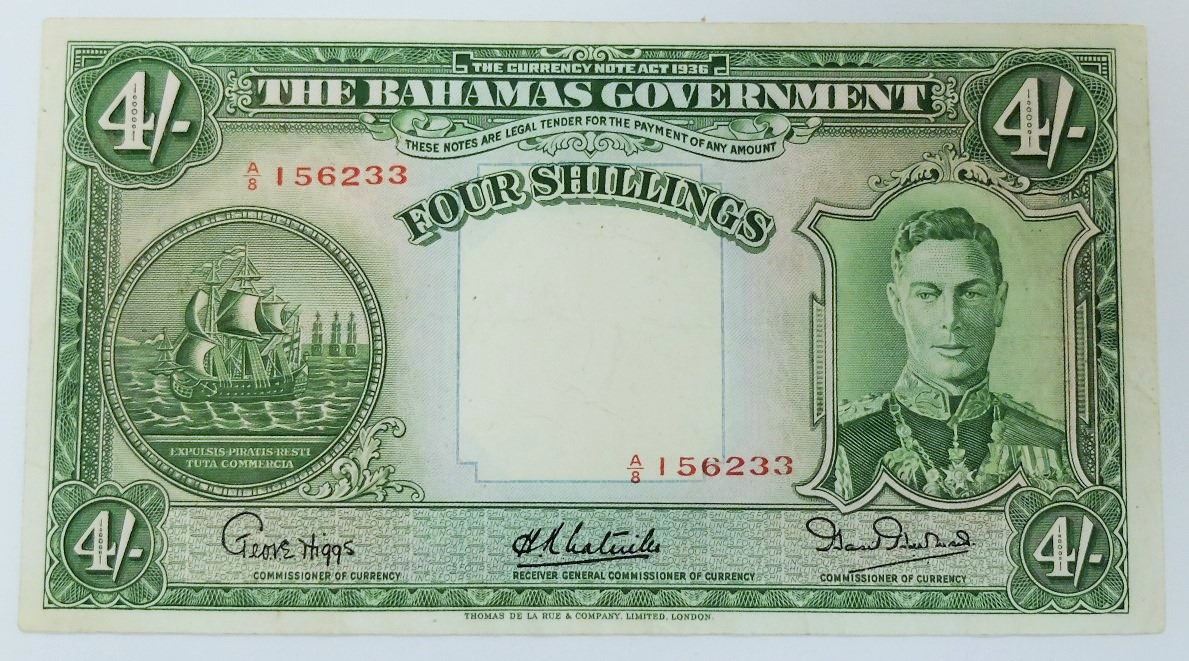 THE CURRENCY NOTE ACT 1936
4/-
THE BAHAMAS GOVERNMENT
4/-
THESE NOTES ARE LEGAL TENDER FOR THE PAYMENT OF ANY AMOUNT
A/8 156233
FOUR SHILLINGS
EXPULSIS PIRATIS RESTI
TUTA COMMERCIA
A/8 156233
4/-
George Higgs
4/-
COMMISSIONER OF CURRENCY
RECEIVER GENERAL COMMISSIONER OF CURRENCY
COMMISSIONER OF CURRENCY
THOMAS DE LA RUE & COMPANY, LIMITED, LONDON.